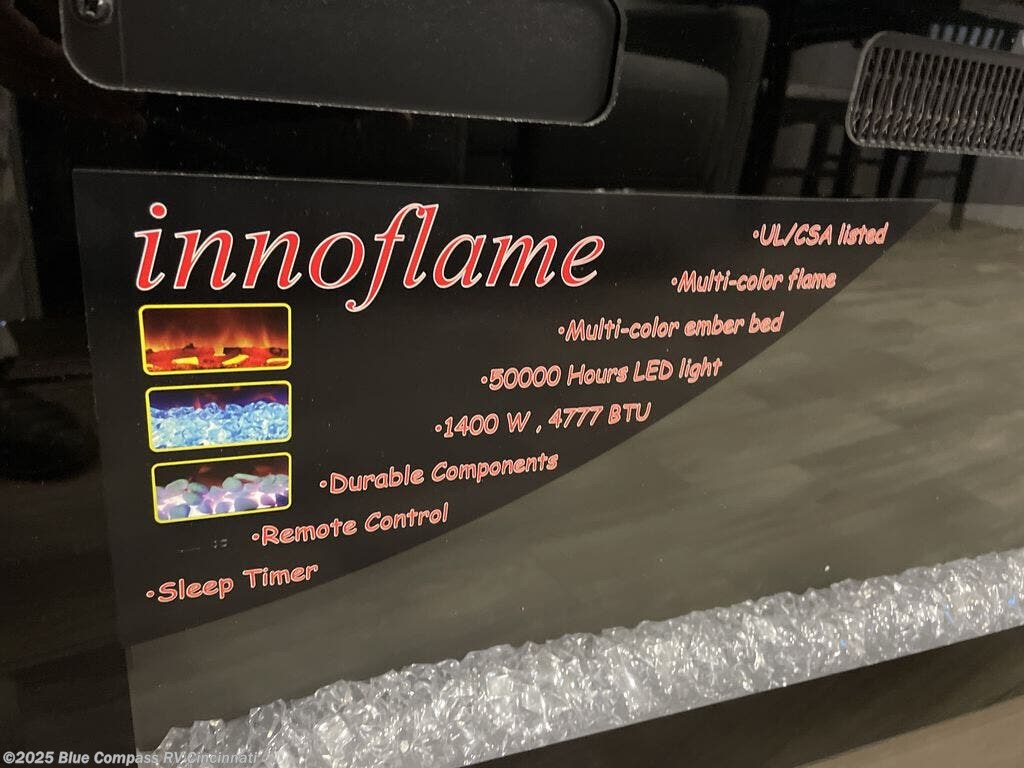 innoflame
•UL/CSA listed
•Multi-color flame
•Multi-color ember bed
•50000 Hours LED light
•1400 W , 4777 BTU
•Durable Components
•Remote Control
•Sleep Timer
©2025 Blue Compass RV Cincinnati